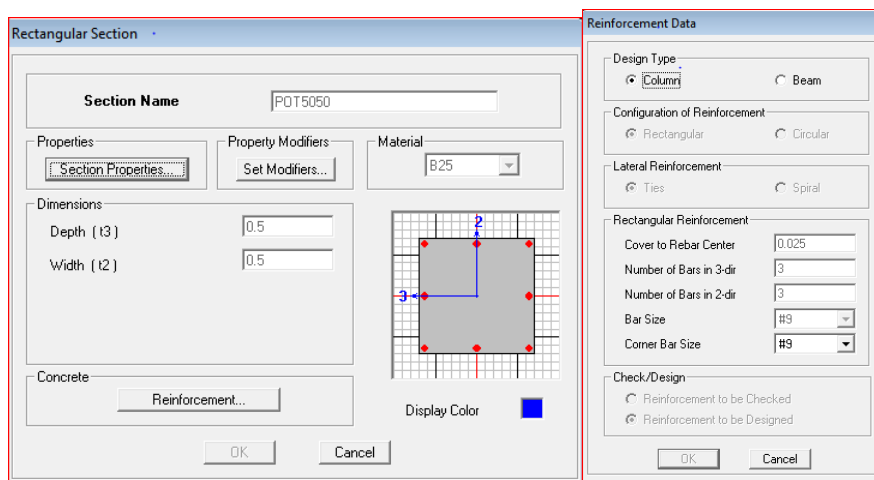 Rectangular Section
Section Name
POT5050
Properties
Section Properties...
Property Modifiers
Set Modifiers...
Material
B25
Dimensions
Depth ( t3 )
0.5
Width ( t2 )
0.5
2
3
Concrete
Reinforcement...
Display Color
OK
Cancel
Reinforcement Data
Design Type
Column
Beam
Configuration of Reinforcement
Rectangular
Circular
Lateral Reinforcement
Ties
Spiral
Rectangular Reinforcement
Cover to Rebar Center
0.025
Number of Bars in 3-dir
3
Number of Bars in 2-dir
3
Bar Size
#9
Corner Bar Size
#9
Check/Design
Reinforcement to be Checked
Reinforcement to be Designed
OK
Cancel